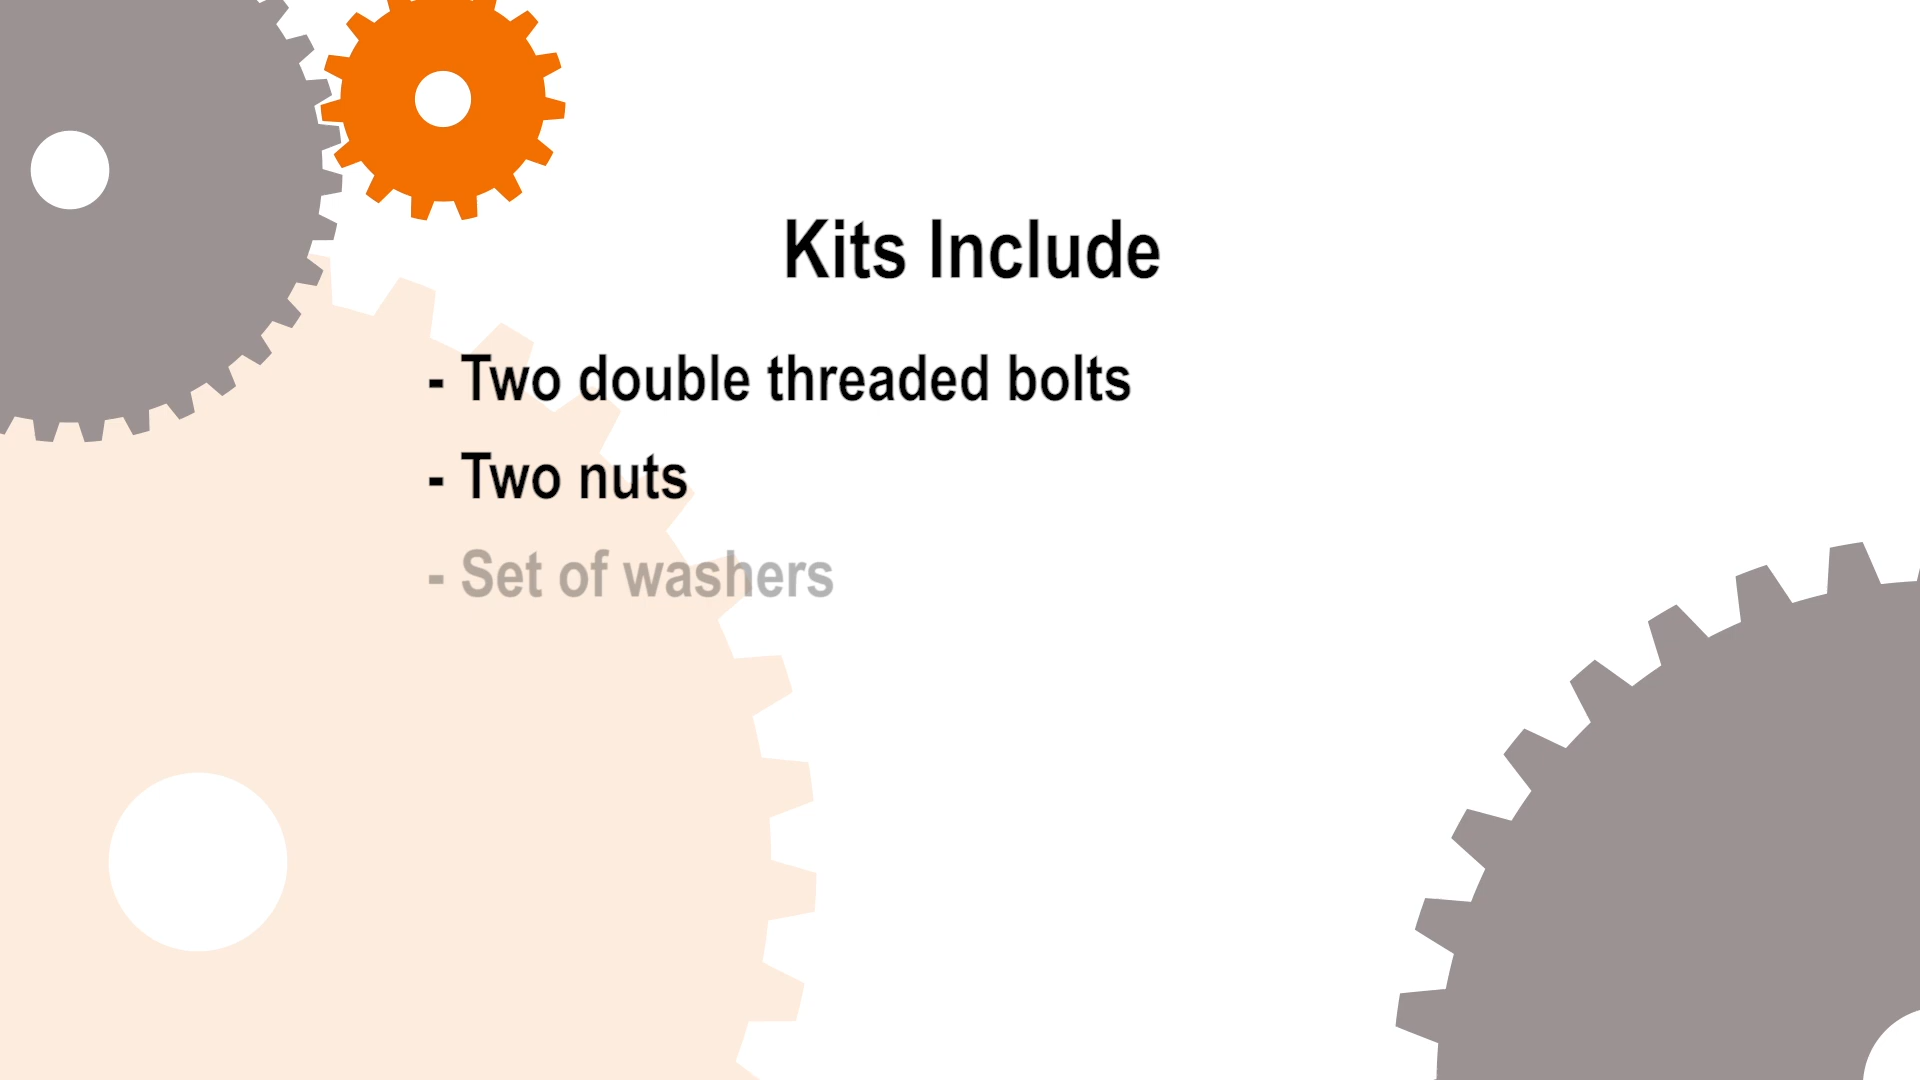 Kits Include
- Two double threaded bolts
- Two nuts
- Set of washers